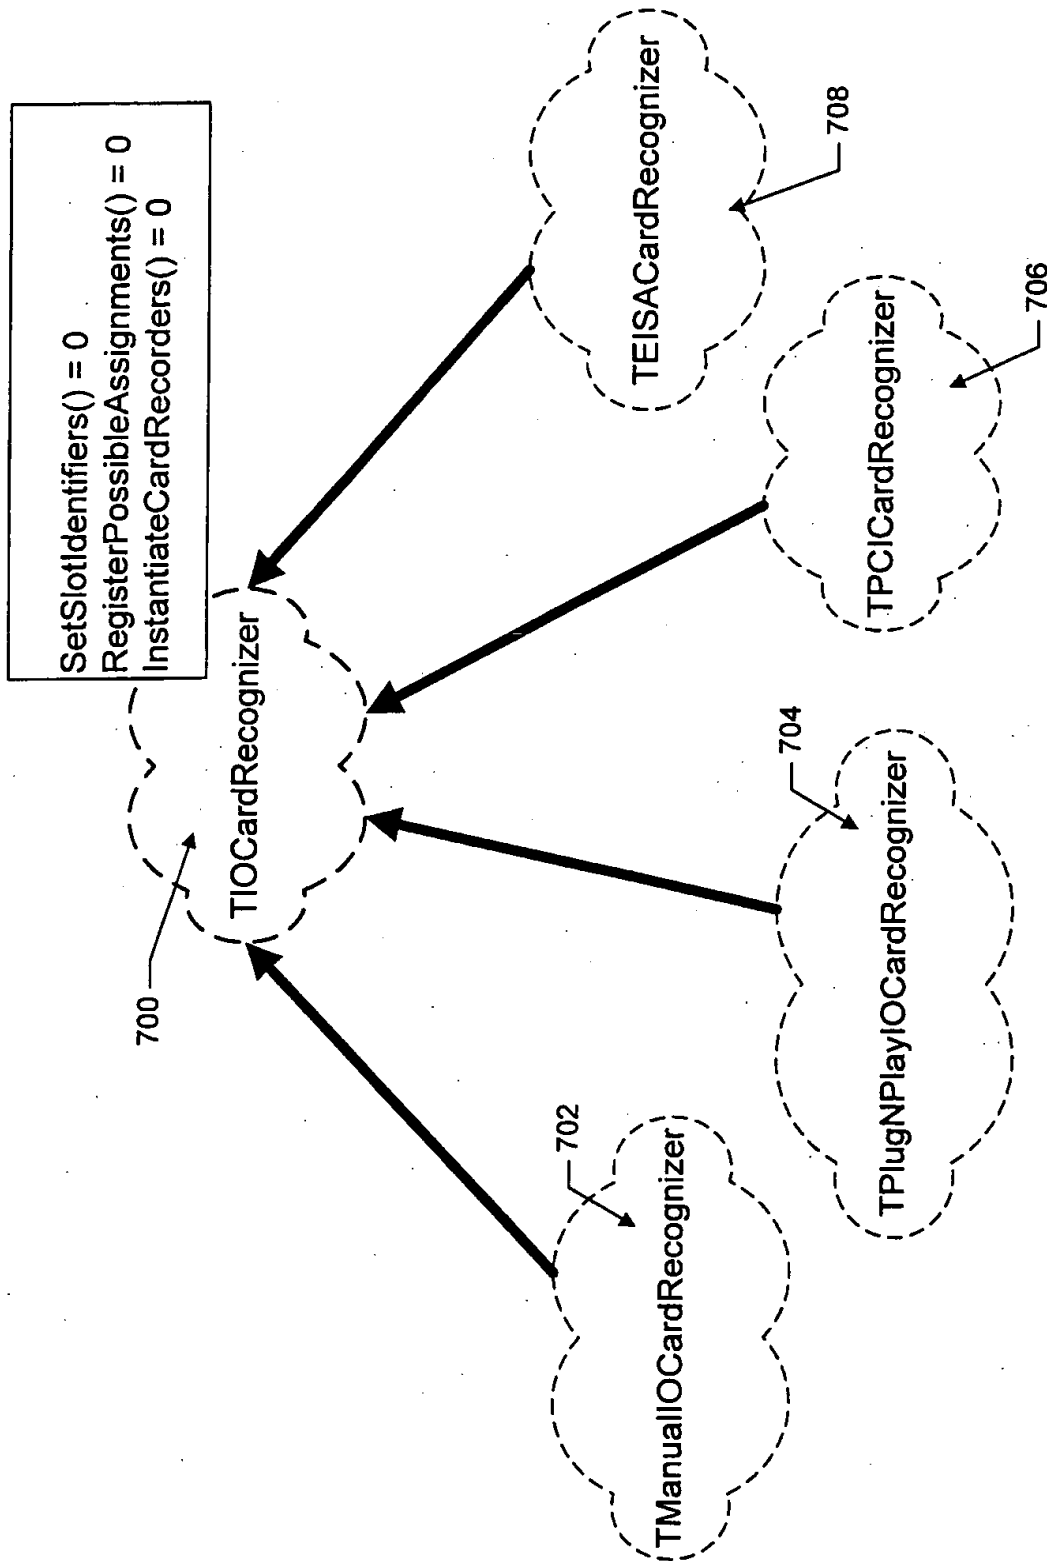 SetSlotIdentifiers() = 0
RegisterPossibleAssignments() = 0
InstantiateCardRecorders() = 0
700
TIOCardRecognizer
702
TManualIOCardRecognizer
704
TPlugNPlayIOCardRecognizer
706
TPCICardRecognizer
708
TEISACardRecognizer